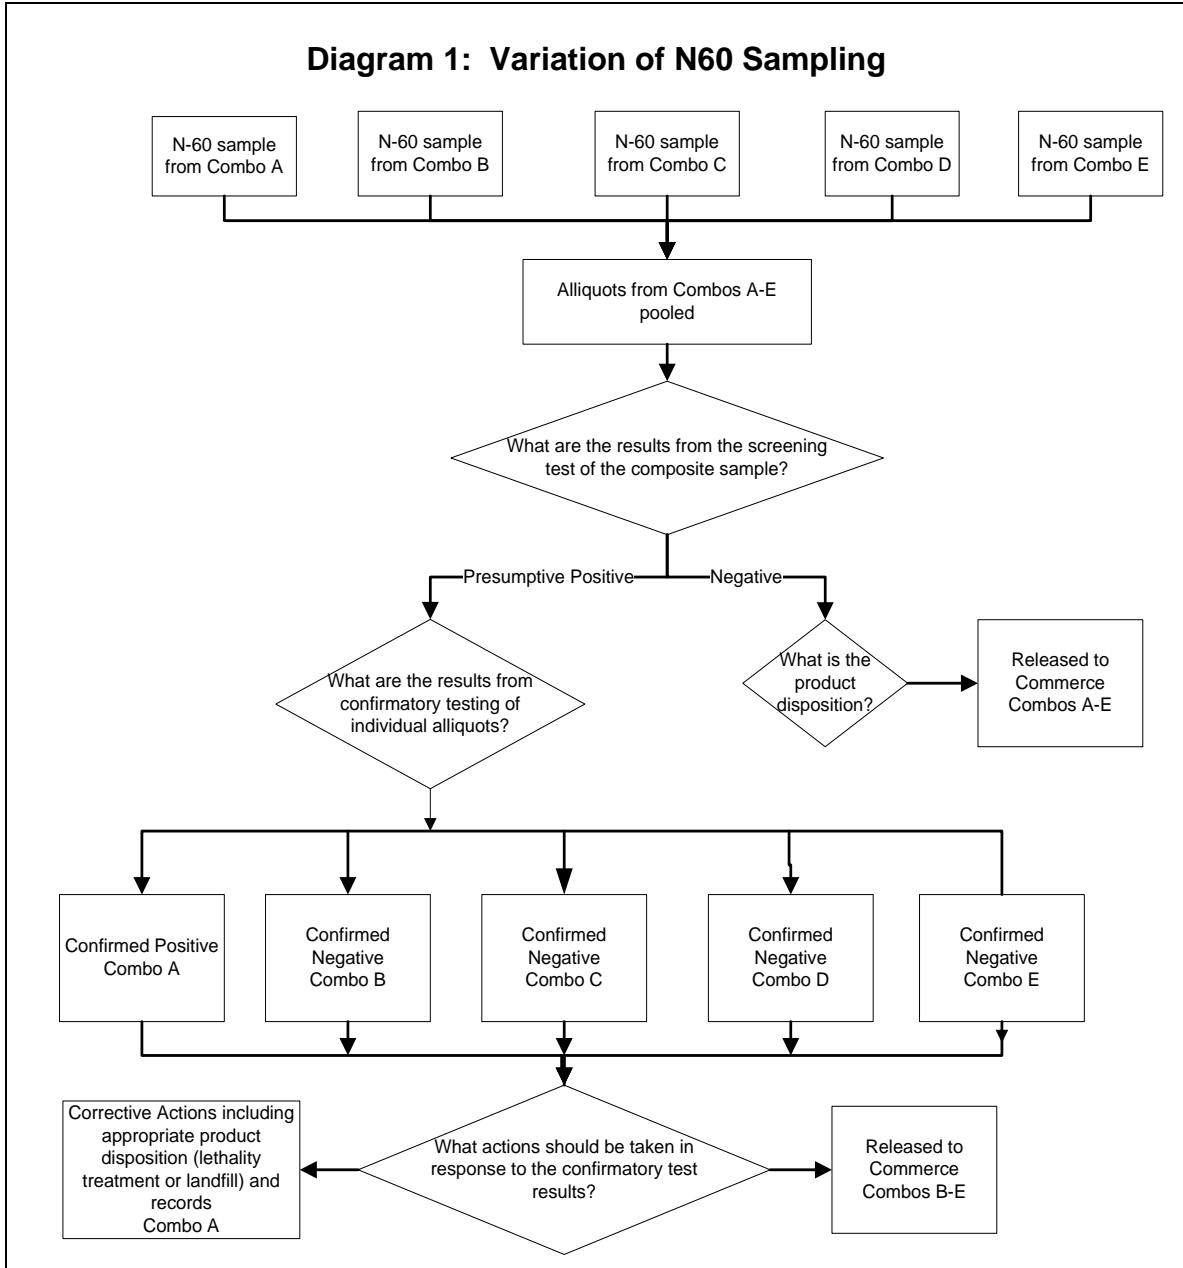 Diagram 1:  Variation of N60 Sampling
N-60 sample
from Combo A
N-60 sample
from Combo B
N-60 sample
from Combo C
N-60 sample
from Combo D
N-60 sample
from Combo E
Alliquots from Combos A-E
pooled
What are the results from the screening
test of the composite sample?
Presumptive Positive
Negative
What are the results from
confirmatory testing of
individual alliquots?
What is the
product
disposition?
Released to
Commerce
Combos A-E
Confirmed Positive
Combo A
Confirmed
Negative
Combo B
Confirmed
Negative
Combo C
Confirmed
Negative
Combo D
Confirmed
Negative
Combo E
Corrective Actions including
appropriate product
disposition (lethality
treatment or landfill) and
records
Combo A
What actions should be taken in
response to the confirmatory test
results?
Released to
Commerce
Combos B-E